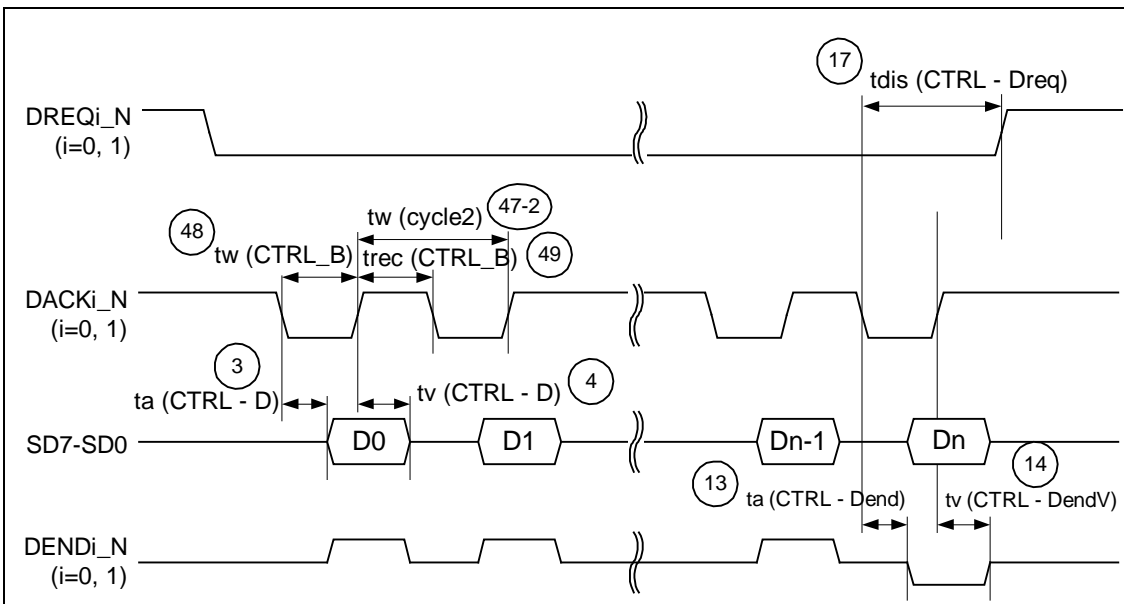 17
tdis (CTRL - Dreq)
DREQi_N
(i=0, 1)
47-2
tw (cycle2)
48
tw (CTRL_B)
trec (CTRL_B)
49
DACKi_N
(i=0, 1)
3
ta (CTRL - D)
tv (CTRL - D)
4
SD7-SD0
D0
D1
Dn-1
Dn
13
ta (CTRL - Dend)
14
tv (CTRL - DendV)
DENDi_N
(i=0, 1)